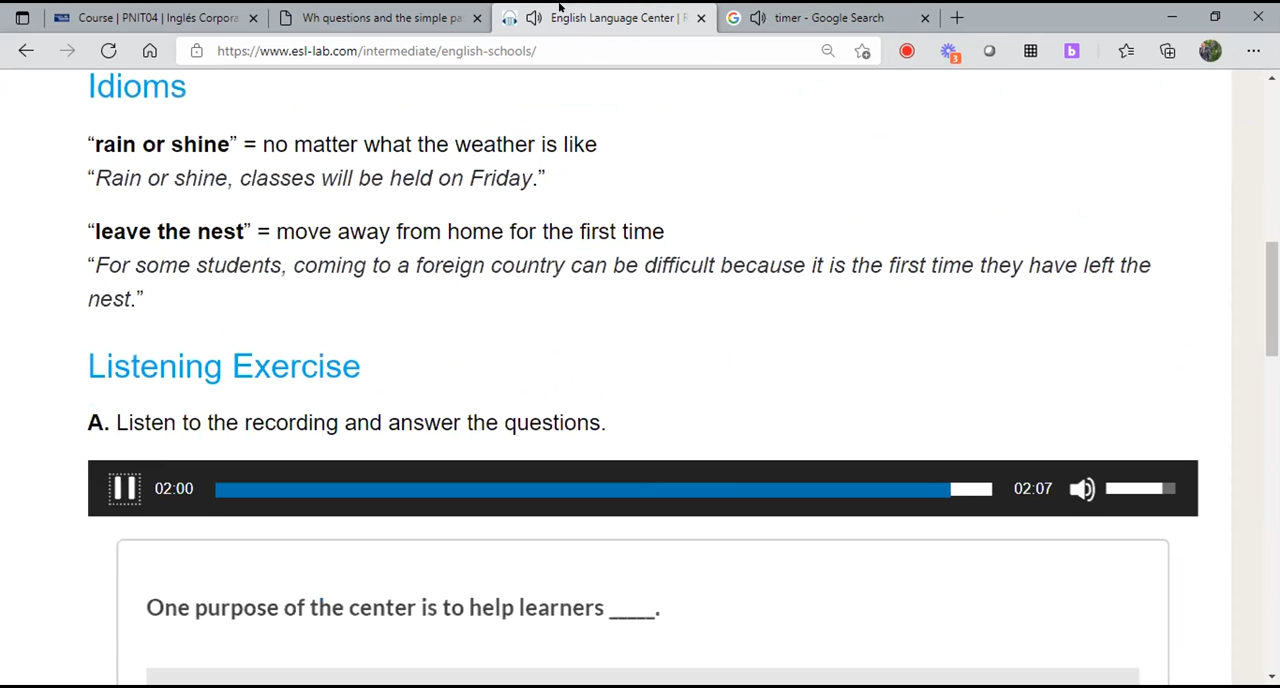 Course | PNIT04 | Inglés Corpora
Wh questions and the simple pa
English Language Center | R
timer - Google Search
https://www.esl-lab.com/intermediate/english-schools/
3
b
Idioms
“rain or shine” = no matter what the weather is like
“Rain or shine, classes will be held on Friday.”
“leave the nest” = move away from home for the first time
“For some students, coming to a foreign country can be difficult because it is the first time they have left the
nest.”
Listening Exercise
A. Listen to the recording and answer the questions.
02:00
02:07
One purpose of the center is to help learners _____.